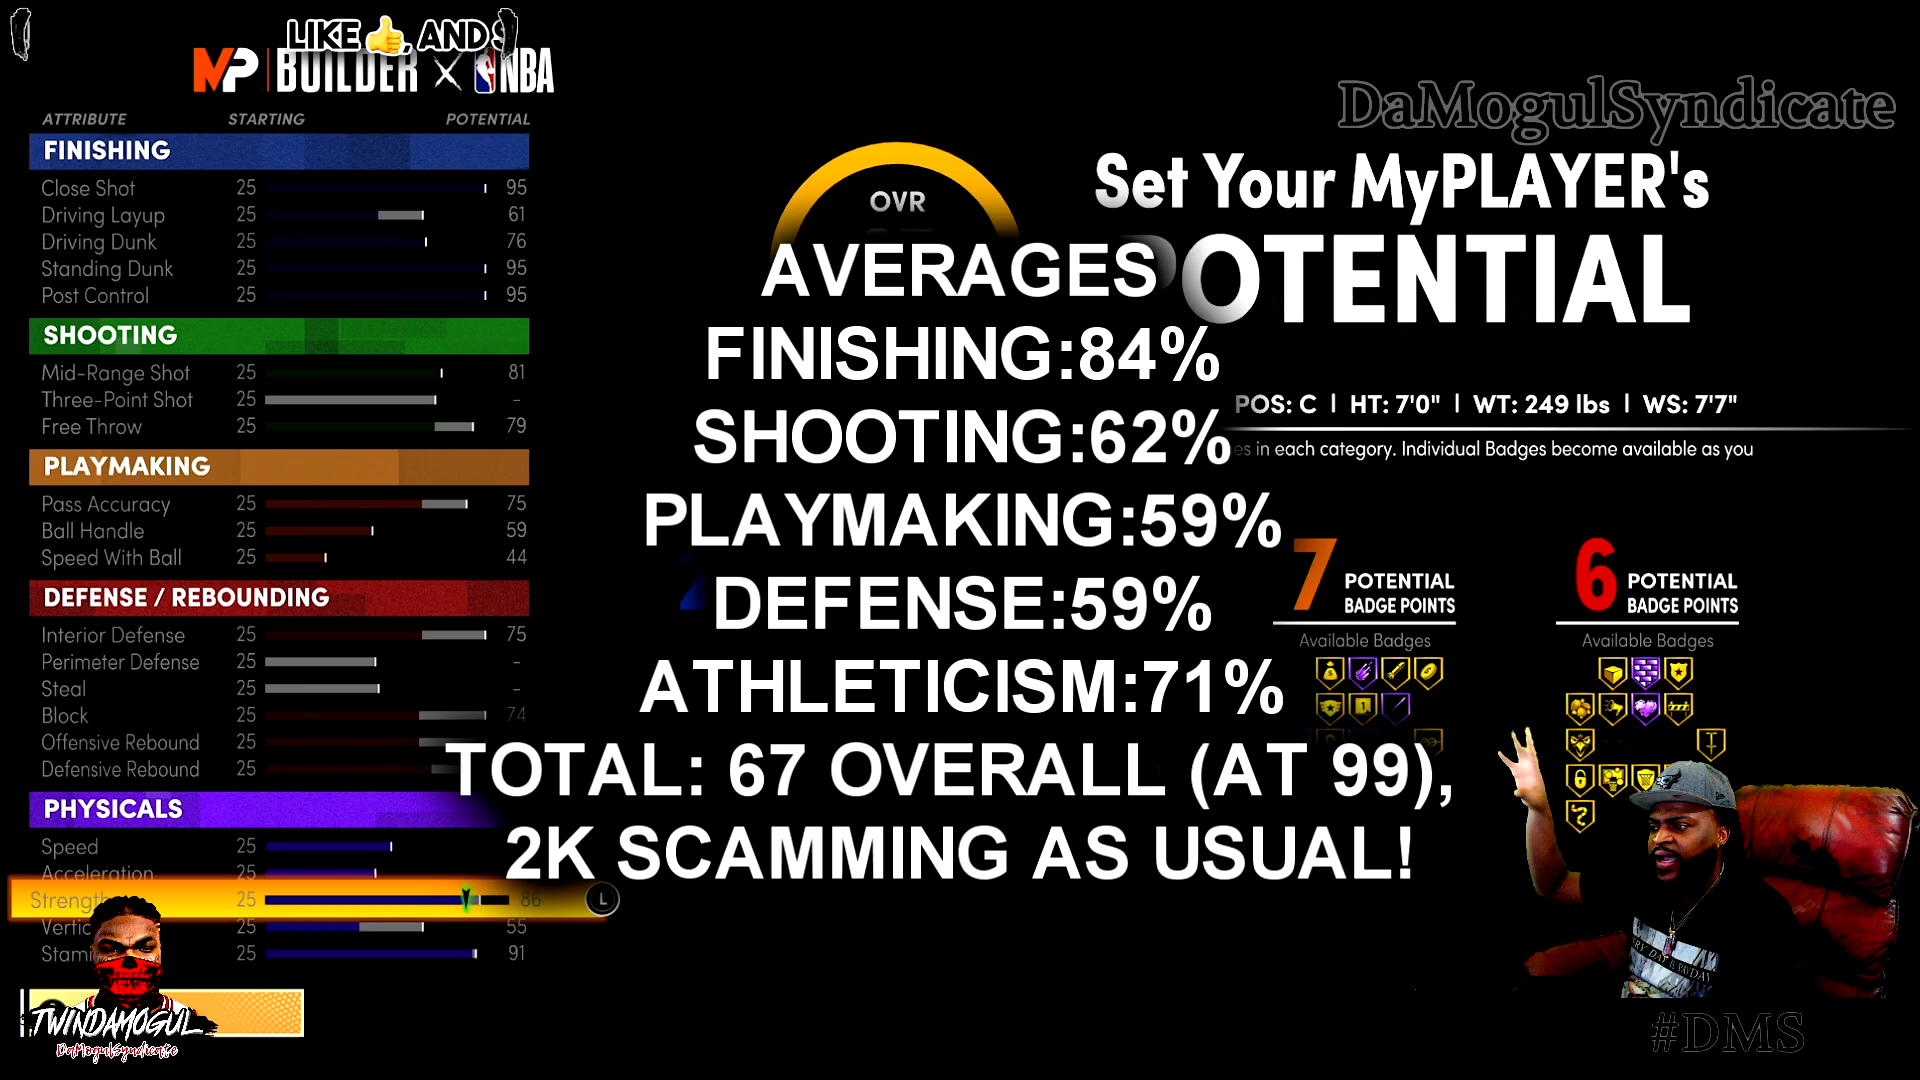 LIKE 👍 AND S
MP | BUILDER X NBA
DaMogulSyndicate
ATTRIBUTE STARTING POTENTIAL
FINISHING
Close Shot 25 95
Driving Layup 25 61
Driving Dunk 25 76
Standing Dunk 25 95
Post Control 25 95
SHOOTING
Mid-Range Shot 25 81
Three-Point Shot 25 -
Free Throw 25 79
PLAYMAKING
Pass Accuracy 25 75
Ball Handle 25 59
Speed With Ball 25 44
DEFENSE / REBOUNDING
Interior Defense 25 75
Perimeter Defense 25 -
Steal 25 -
Block 25 74
Offensive Rebound 25
Defensive Rebound 25
PHYSICALS
Speed 25
Acceleration 25
Strength 25 86
L
Vertic 25 55
Stami 25 91
TWINDAMOGUL
DaMogulSyndicate
OVR
Set Your MyPLAYER's
POTENTIAL
POS: C | HT: 7'0" | WT: 249 lbs | WS: 7'7"
es in each category. Individual Badges become available as you
AVERAGES
FINISHING:84%
SHOOTING:62%
PLAYMAKING:59%
DEFENSE:59%
ATHLETICISM:71%
TOTAL: 67 OVERALL (AT 99),
2K SCAMMING AS USUAL!
7 POTENTIAL
BADGE POINTS
Available Badges
6 POTENTIAL
BADGE POINTS
Available Badges
#DMS